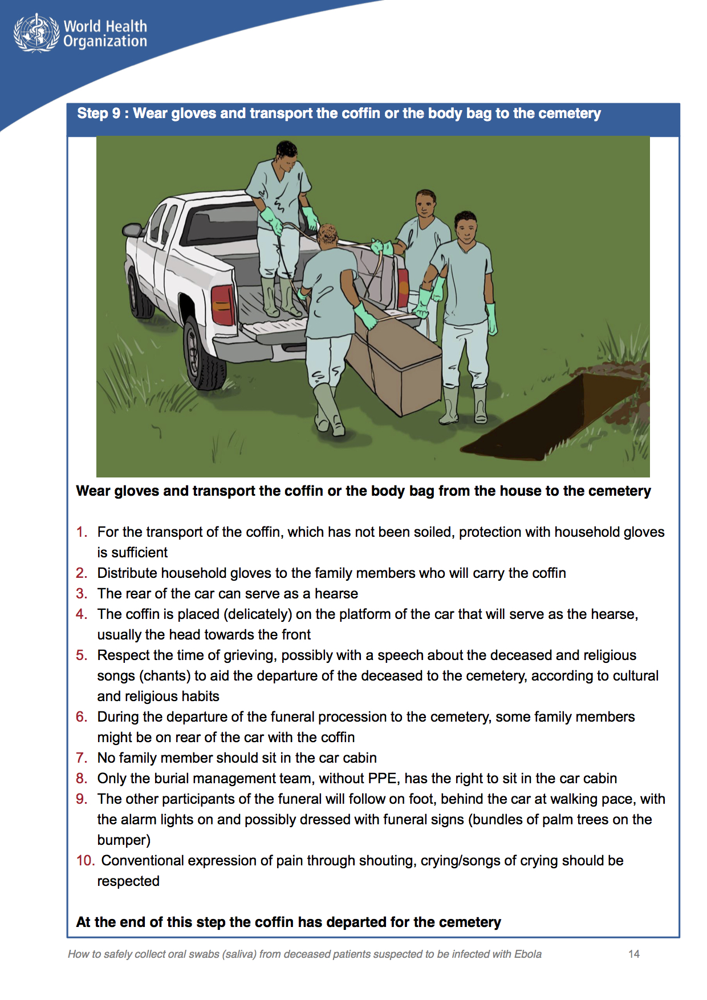 World Health
Organization
Step 9 : Wear gloves and transport the coffin or the body bag to the cemetery
Wear gloves and transport the coffin or the body bag from the house to the cemetery
1. For the transport of the coffin, which has not been soiled, protection with household gloves
is sufficient
2. Distribute household gloves to the family members who will carry the coffin
3. The rear of the car can serve as a hearse
4. The coffin is placed (delicately) on the platform of the car that will serve as the hearse,
usually the head towards the front
5. Respect the time of grieving, possibly with a speech about the deceased and religious
songs (chants) to aid the departure of the deceased to the cemetery, according to cultural
and religious habits
6. During the departure of the funeral procession to the cemetery, some family members
might be on rear of the car with the coffin
7. No family member should sit in the car cabin
8. Only the burial management team, without PPE, has the right to sit in the car cabin
9. The other participants of the funeral will follow on foot, behind the car at walking pace, with
the alarm lights on and possibly dressed with funeral signs (bundles of palm trees on the
bumper)
10. Conventional expression of pain through shouting, crying/songs of crying should be
respected
At the end of this step the coffin has departed for the cemetery
How to safely collect oral swabs (saliva) from deceased patients suspected to be infected with Ebola 14